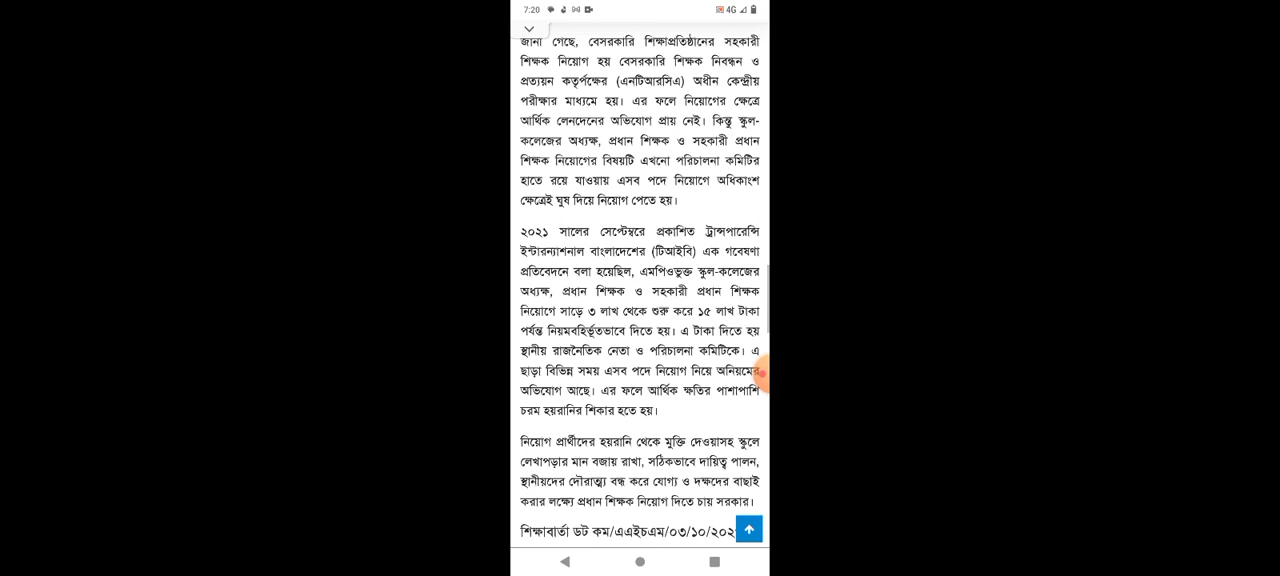 7:20
4G
জানা গেছে, বেসরকারি শিক্ষাপ্রতিষ্ঠানের সহকারী
শিক্ষক নিয়োগ হয় বেসরকারি শিক্ষক নিবন্ধন ও
প্রত্যয়ন কতৃর্পক্ষের (এনটিআরসিএ) অধীন কেন্দ্রীয়
পরীক্ষার মাধ্যমে হয়। এর ফলে নিয়োগের ক্ষেত্রে
আর্থিক লেনদেনের অভিযোগ প্রায় নেই। কিন্তু স্কুল-
কলেজের অধ্যক্ষ, প্রধান শিক্ষক ও সহকারী প্রধান
শিক্ষক নিয়োগের বিষয়টি এখনো পরিচালনা কমিটির
হাতে রয়ে যাওয়ায় এসব পদে নিয়োগে অধিকাংশ
ক্ষেত্রেই ঘুষ দিয়ে নিয়োগ পেতে হয়।
২০২১ সালের সেপ্টেম্বরে প্রকাশিত ট্রান্সপারেন্সি
ইন্টারন্যাশনাল বাংলাদেশের (টিআইবি) এক গবেষণা
প্রতিবেদনে বলা হয়েছিল, এমপিওভুক্ত স্কুল-কলেজের
অধ্যক্ষ, প্রধান শিক্ষক ও সহকারী প্রধান শিক্ষক
নিয়োগে সাড়ে ৩ লাখ থেকে শুরু করে ১৫ লাখ টাকা
পর্যন্ত নিয়মবহির্ভূতভাবে দিতে হয়। এ টাকা দিতে হয়
স্থানীয় রাজনৈতিক নেতা ও পরিচালনা কমিটিকে। এ
ছাড়া বিভিন্ন সময় এসব পদে নিয়োগ নিয়ে অনিয়মের
অভিযোগ আছে। এর ফলে আর্থিক ক্ষতির পাশাপাশি
চরম হয়রানির শিকার হতে হয়।
নিয়োগ প্রার্থীদের হয়রানি থেকে মুক্তি দেওয়াসহ স্কুলে
লেখাপড়ার মান বজায় রাখা, সঠিকভাবে দায়িত্ব পালন,
স্থানীয়দের দৌরাত্ম্য বন্ধ করে যোগ্য ও দক্ষদের বাছাই
করার লক্ষ্যে প্রধান শিক্ষক নিয়োগ দিতে চায় সরকার।
শিক্ষাবার্তা ডট কম/এএইচএম/০৩/১০/২০২